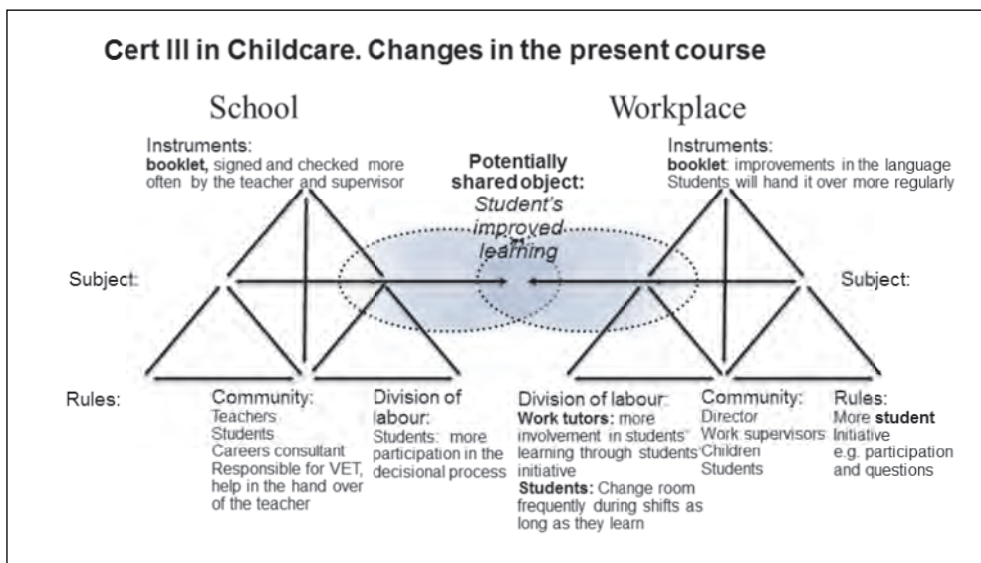 Cert III in Childcare. Changes in the present course
School
Workplace
Instruments:
booklet, signed and checked more
often by the teacher and supervisor
Potentially
shared object:
Student's
improved
learning
Instruments:
booklet: improvements in the language
Students will hand it over more regularly
Subject:
Subject:
Rules:
Community:
Teachers
Students
Careers consultant
Responsible for VET,
help in the hand over
of the teacher
Division of
labour:
Students: more
participation in the
decisional process
Division of labour:
Work tutors: more
involvement in students'
learning through students'
initiative
Students: Change room
frequently during shifts as
long as they learn
Community:
Director
Work supervisors
Children
Students
Rules:
More student
Initiative
e.g. participation
and questions